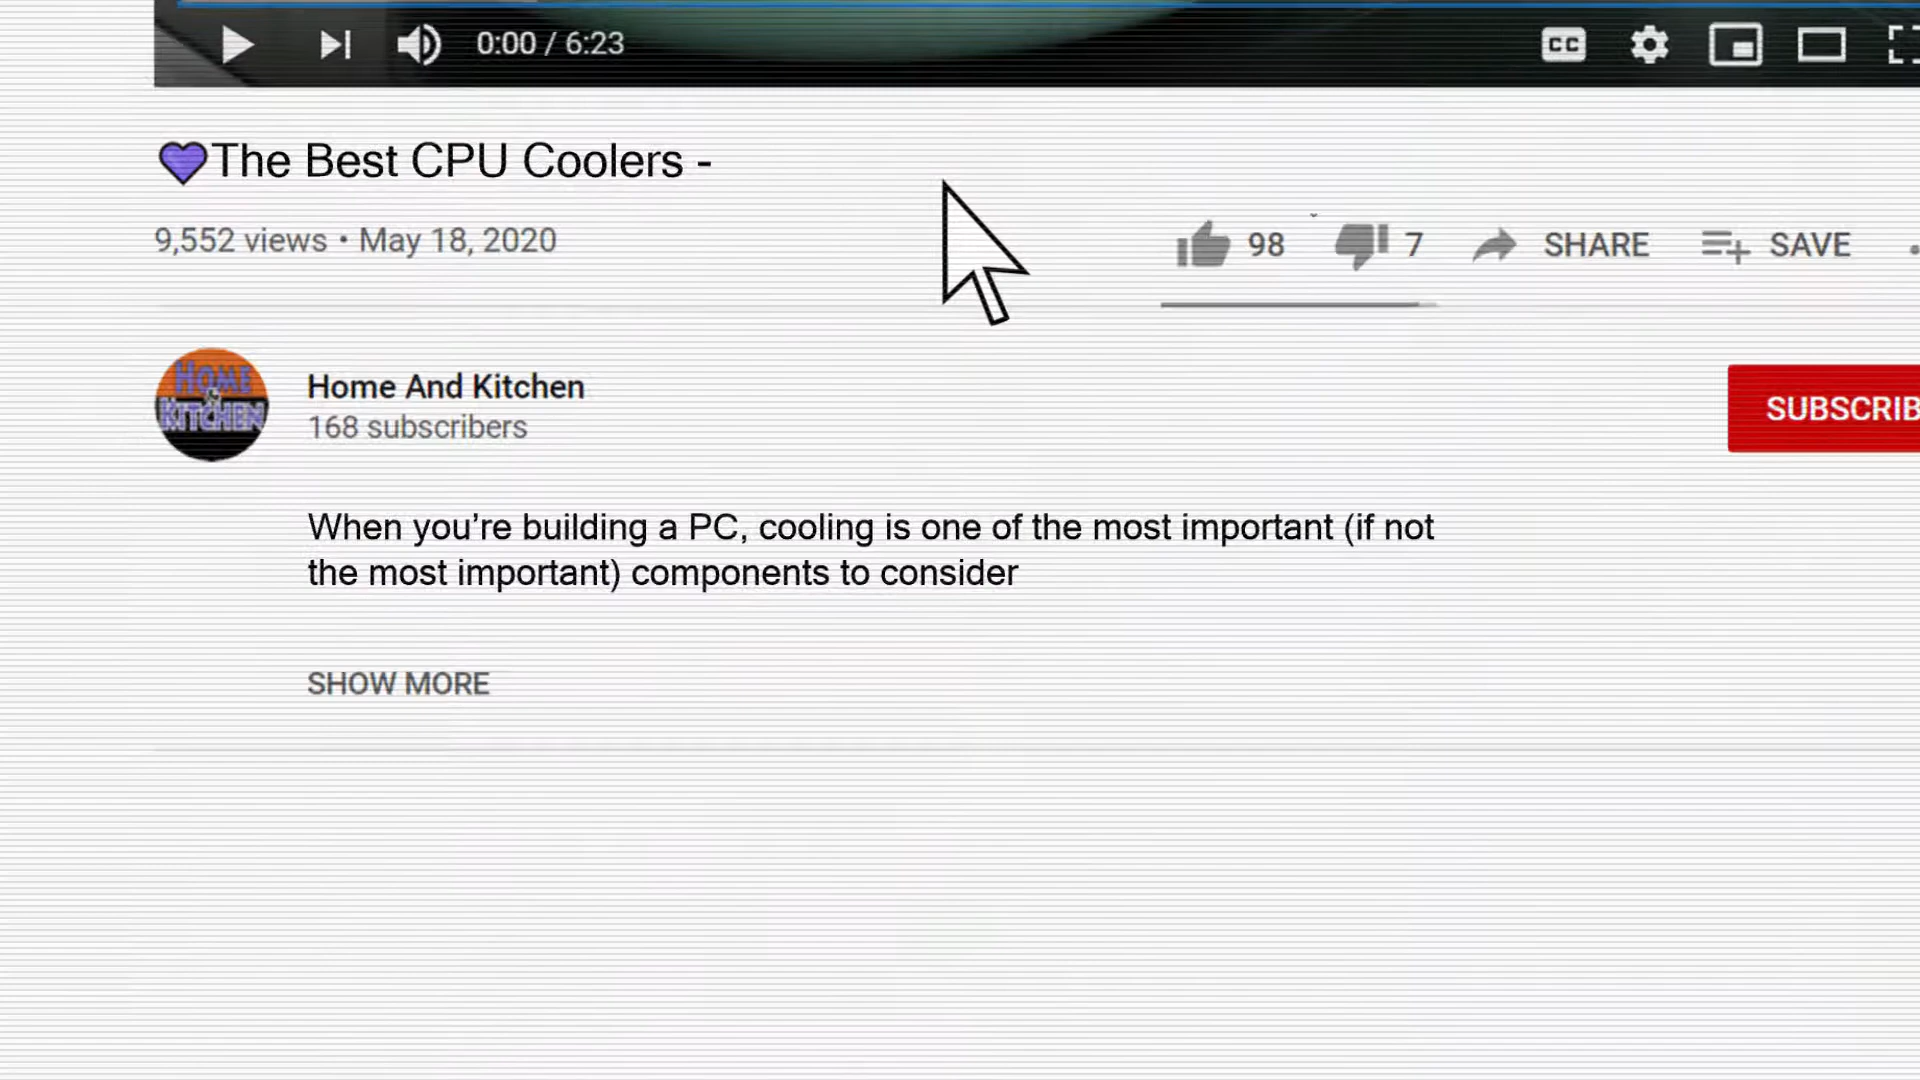 0:00 / 6:23
CC
💜The Best CPU Coolers -
9,552 views • May 18, 2020
98
7
SHARE
SAVE
HOME & KITCHEN
Home And Kitchen
168 subscribers
SUBSCRIB
When you’re building a PC, cooling is one of the most important (if not
the most important) components to consider
SHOW MORE